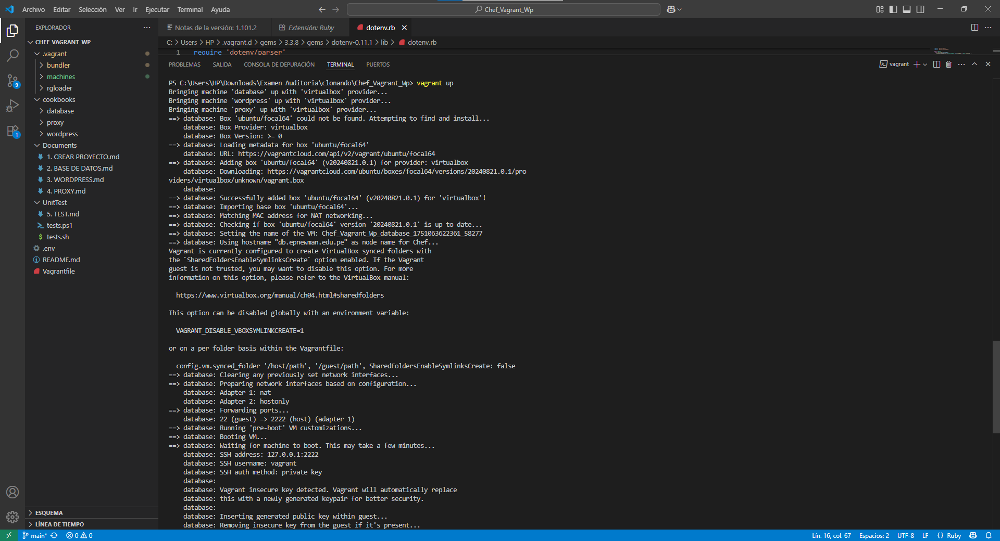 Archivo Editar Selección Ver Ir Ejecutar Terminal Ayuda
Chef_Vagrant_Wp
EXPLORADOR
Notas de la versión: 1.101.2
Extensión: Ruby
dotenv.rb
CHEF_VAGRANT_WP
.vagrant
bundler
machines
rgloader
cookbooks
database
proxy
wordpress
Documents
1. CREAR PROYECTO.md
2. BASE DE DATOS.md
3. WORDPRESS.md
4. PROXY.md
UnitTest
5. TEST.md
tests.ps1
$ tests.sh
.env
README.md
Vagrantfile
ESQUEMA
LÍNEA DE TIEMPO
9
1
C: > Users > HP > .vagrant.d > gems > 3.3.8 > gems > dotenv-0.11.1 > lib > dotenv.rb
1 require 'dotenv/parser'
PROBLEMAS SALIDA CONSOLA DE DEPURACIÓN TERMINAL PUERTOS
vagrant
PS C:\Users\HP\Downloads\Examen Auditoria\clonando\Chef_Vagrant_Wp> vagrant up
Bringing machine 'database' up with 'virtualbox' provider...
Bringing machine 'wordpress' up with 'virtualbox' provider...
Bringing machine 'proxy' up with 'virtualbox' provider...
==> database: Box 'ubuntu/focal64' could not be found. Attempting to find and install...
database: Box Provider: virtualbox
database: Box Version: >= 0
==> database: Loading metadata for box 'ubuntu/focal64'
database: URL: https://vagrantcloud.com/api/v2/vagrant/ubuntu/focal64
==> database: Adding box 'ubuntu/focal64' (v20240821.0.1) for provider: virtualbox
database: Downloading: https://vagrantcloud.com/ubuntu/boxes/focal64/versions/20240821.0.1/pro
viders/virtualbox/unknown/vagrant.box
database:
==> database: Successfully added box 'ubuntu/focal64' (v20240821.0.1) for 'virtualbox'!
==> database: Importing base box 'ubuntu/focal64'...
==> database: Matching MAC address for NAT networking...
==> database: Checking if box 'ubuntu/focal64' version '20240821.0.1' is up to date...
==> database: Setting the name of the VM: Chef_Vagrant_Wp_database_1751063622361_58277
==> database: Using hostname "db.epnewman.edu.pe" as node name for Chef...
Vagrant is currently configured to create VirtualBox synced folders with
the `SharedFoldersEnableSymlinksCreate` option enabled. If the Vagrant
guest is not trusted, you may want to disable this option. For more
information on this option, please refer to the VirtualBox manual:
https://www.virtualbox.org/manual/ch04.html#sharedfolders
This option can be disabled globally with an environment variable:
VAGRANT_DISABLE_VBOXSYMLINKCREATE=1
or on a per folder basis within the Vagrantfile:
config.vm.synced_folder '/host/path', '/guest/path', SharedFoldersEnableSymlinksCreate: false
==> database: Clearing any previously set network interfaces...
==> database: Preparing network interfaces based on configuration...
database: Adapter 1: nat
database: Adapter 2: hostonly
==> database: Forwarding ports...
database: 22 (guest) => 2222 (host) (adapter 1)
==> database: Running 'pre-boot' VM customizations...
==> database: Booting VM...
==> database: Waiting for machine to boot. This may take a few minutes...
database: SSH address: 127.0.0.1:2222
database: SSH username: vagrant
database: SSH auth method: private key
database:
database: Vagrant insecure key detected. Vagrant will automatically replace
database: this with a newly generated keypair for better security.
database:
database: Inserting generated public key within guest...
database: Removing insecure key from the guest if it's present...
main* 0 0
Lín. 16, col. 67 Espacios: 2 UTF-8 LF {} Ruby